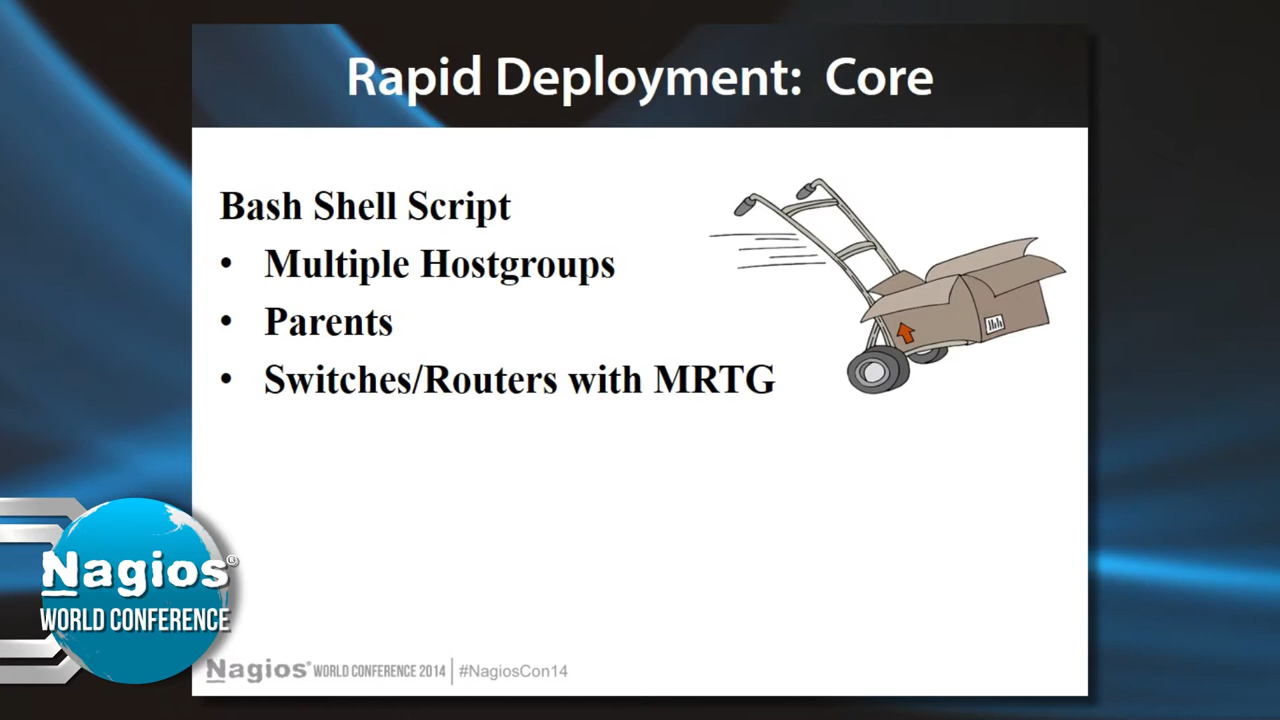 Rapid Deployment: Core
Bash Shell Script
• Multiple Hostgroups
• Parents
• Switches/Routers with MRTG
Nagios®
WORLD CONFERENCE
Nagios® WORLD CONFERENCE 2014 | #NagiosCon14